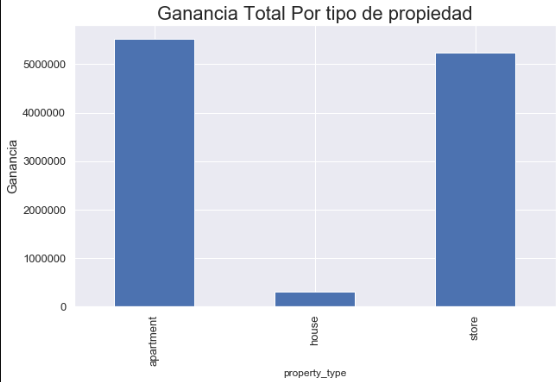 Ganancia Total Por tipo de propiedad
Ganancia
5000000
4000000
3000000
2000000
1000000
0
apartment
house
store
property_type